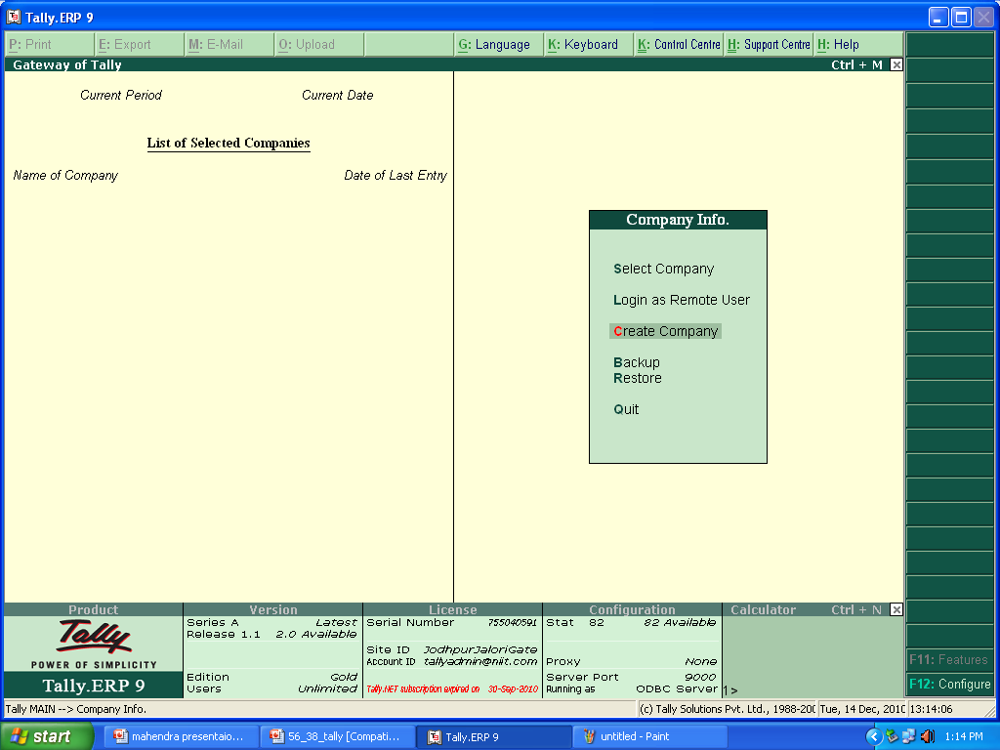 Tally.ERP 9
P: Print E: Export M: E-Mail O: Upload G: Language K: Keyboard K: Control Centre H: Support Centre H: Help
Gateway of Tally Ctrl + M
Current Period Current Date
List of Selected Companies
Name of Company Date of Last Entry
Company Info.
Select Company
Login as Remote User
Create Company
Backup
Restore
Quit
Product
Tally
POWER OF SIMPLICITY
Tally.ERP 9
Version
Series A Latest
Release 1.1 2.0 Available
Edition Gold
Users Unlimited
License
Serial Number 755040591
Site ID JodhpurJaloriGate
Account ID tallyadmin@niit.com
Tally.NET subscription expired on 30-Sep-2010
Configuration
Stat 82 82 Available
Proxy None
Server Port 9000
Running as ODBC Server
Calculator Ctrl + N
1>
F11: Features
F12: Configure
Tally MAIN --> Company Info. (c) Tally Solutions Pvt. Ltd., 1988-200 Tue, 14 Dec, 2010 13:14:06
start mahendra presentaio... 56_38_tally [Compati... Tally.ERP 9 untitled - Paint 1:14 PM